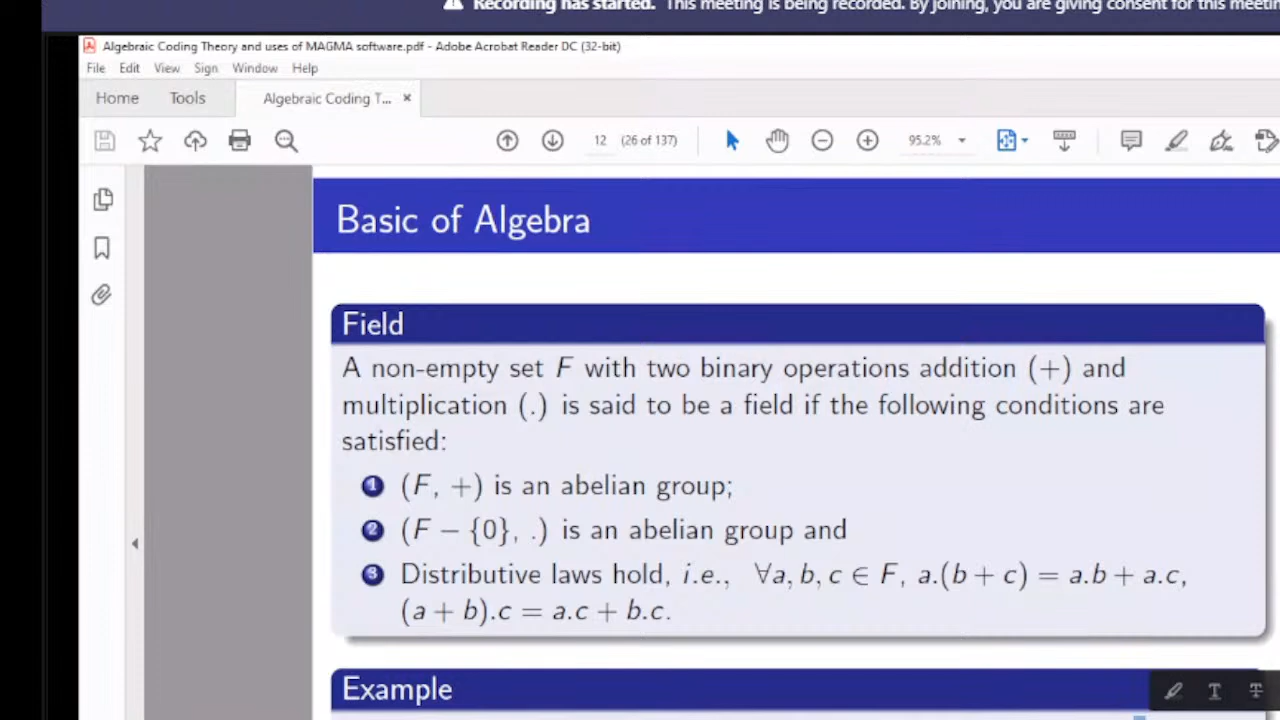 Recording has started. This meeting is being recorded. By joining, you are giving consent for this
Algebraic Coding Theory and uses of MAGMA software.pdf - Adobe Acrobat Reader DC (32-bit)
File Edit View Sign Window Help
Home Tools Algebraic Coding T... ×
12 (26 of 137) 95.2%
Basic of Algebra
Field
A non-empty set F with two binary operations addition (+) and
multiplication (.) is said to be a field if the following conditions are
satisfied:
1 (F, +) is an abelian group;
2 (F − {0}, .) is an abelian group and
3 Distributive laws hold, i.e., ∀a, b, c ∈ F, a.(b + c) = a.b + a.c,
(a + b).c = a.c + b.c.
Example